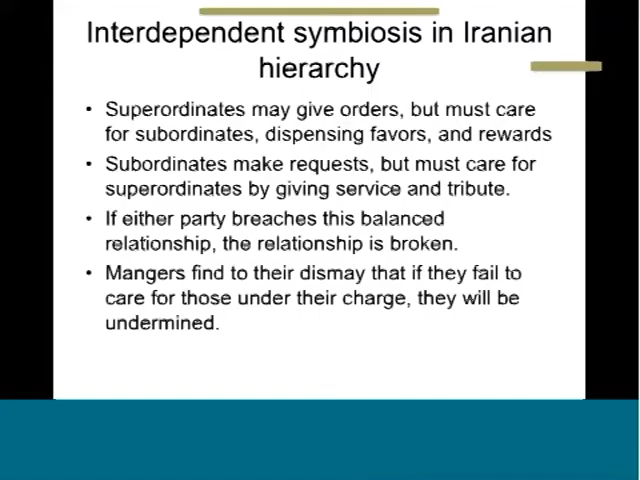 Interdependent symbiosis in Iranian
hierarchy
• Superordinates may give orders, but must care
for subordinates, dispensing favors, and rewards
• Subordinates make requests, but must care for
superordinates by giving service and tribute.
• If either party breaches this balanced
relationship, the relationship is broken.
• Mangers find to their dismay that if they fail to
care for those under their charge, they will be
undermined.